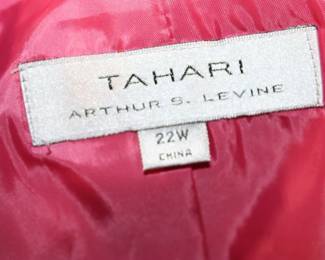 TAHARI
ARTHUR S. LEVINE
22W
CHINA